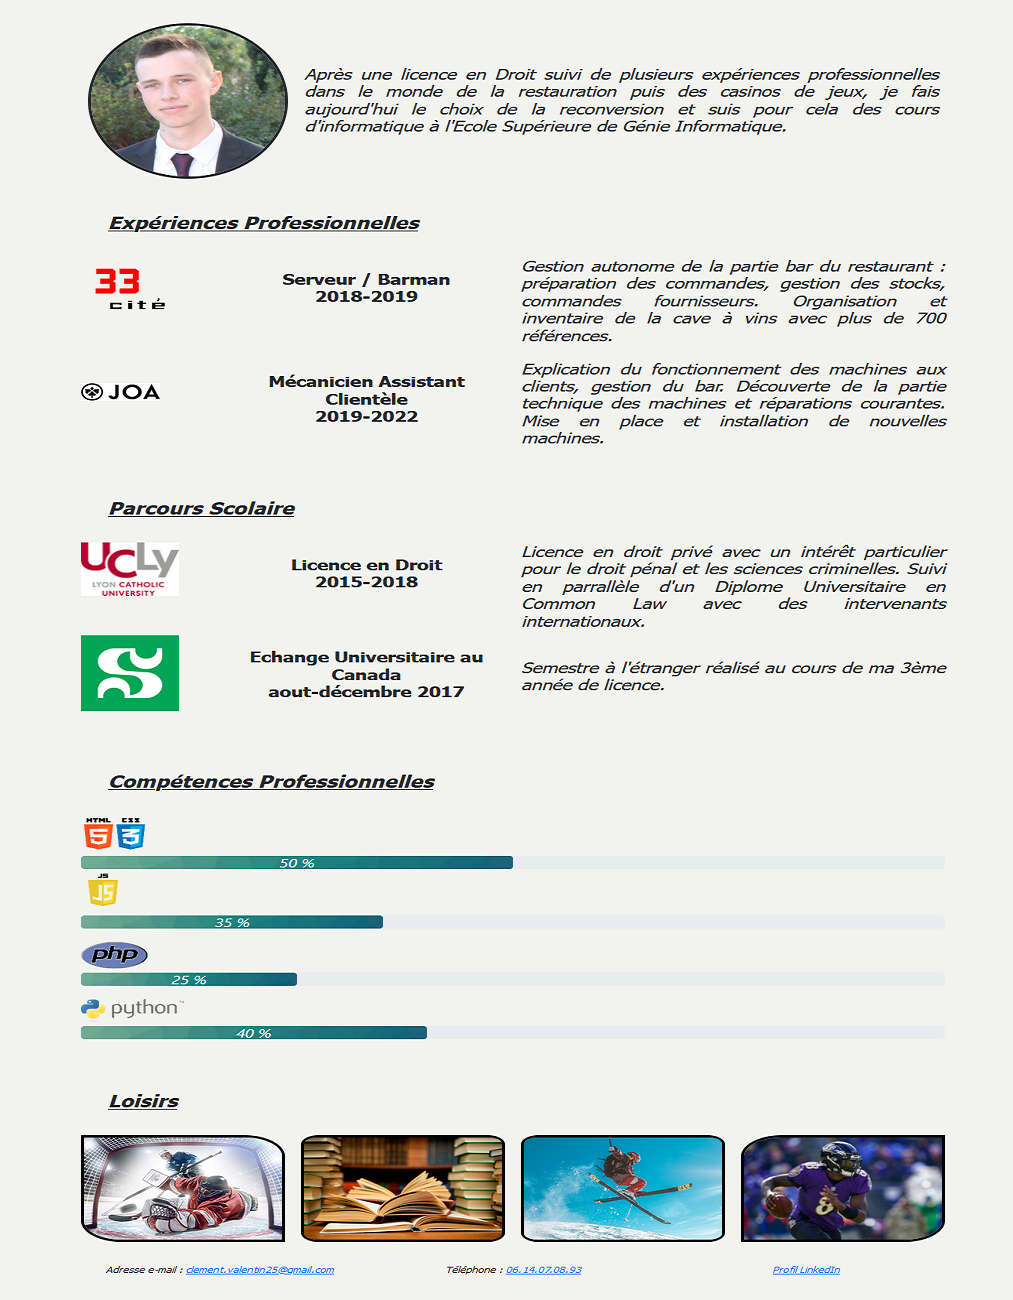 Après une licence en Droit suivi de plusieurs expériences professionnelles
dans le monde de la restauration puis des casinos de jeux, je fais
aujourd'hui le choix de la reconversion et suis pour cela des cours
d'informatique à l'Ecole Supérieure de Génie Informatique.
Expériences Professionnelles
33
cité
Serveur / Barman
2018-2019
Gestion autonome de la partie bar du restaurant :
préparation des commandes, gestion des stocks,
commandes fournisseurs. Organisation et
inventaire de la cave à vins avec plus de 700
références.
JOA
Mécanicien Assistant
Clientèle
2019-2022
Explication du fonctionnement des machines aux
clients, gestion du bar. Découverte de la partie
technique des machines et réparations courantes.
Mise en place et installation de nouvelles
machines.
Parcours Scolaire
UCLy
LYON CATHOLIC
UNIVERSITY
Licence en Droit
2015-2018
Licence en droit privé avec un intérêt particulier
pour le droit pénal et les sciences criminelles. Suivi
en parrallèle d'un Diplome Universitaire en
Common Law avec des intervenants
internationaux.
Echange Universitaire au
Canada
aout-décembre 2017
Semestre à l'étranger réalisé au cours de ma 3ème
année de licence.
Compétences Professionnelles
HTML CSS
5 3
50 %
JS
JS
35 %
php
25 %
python™
40 %
Loisirs
8
Adresse e-mail : clement.valentin25@gmail.com
Téléphone : 06.14.07.08.93
Profil LinkedIn